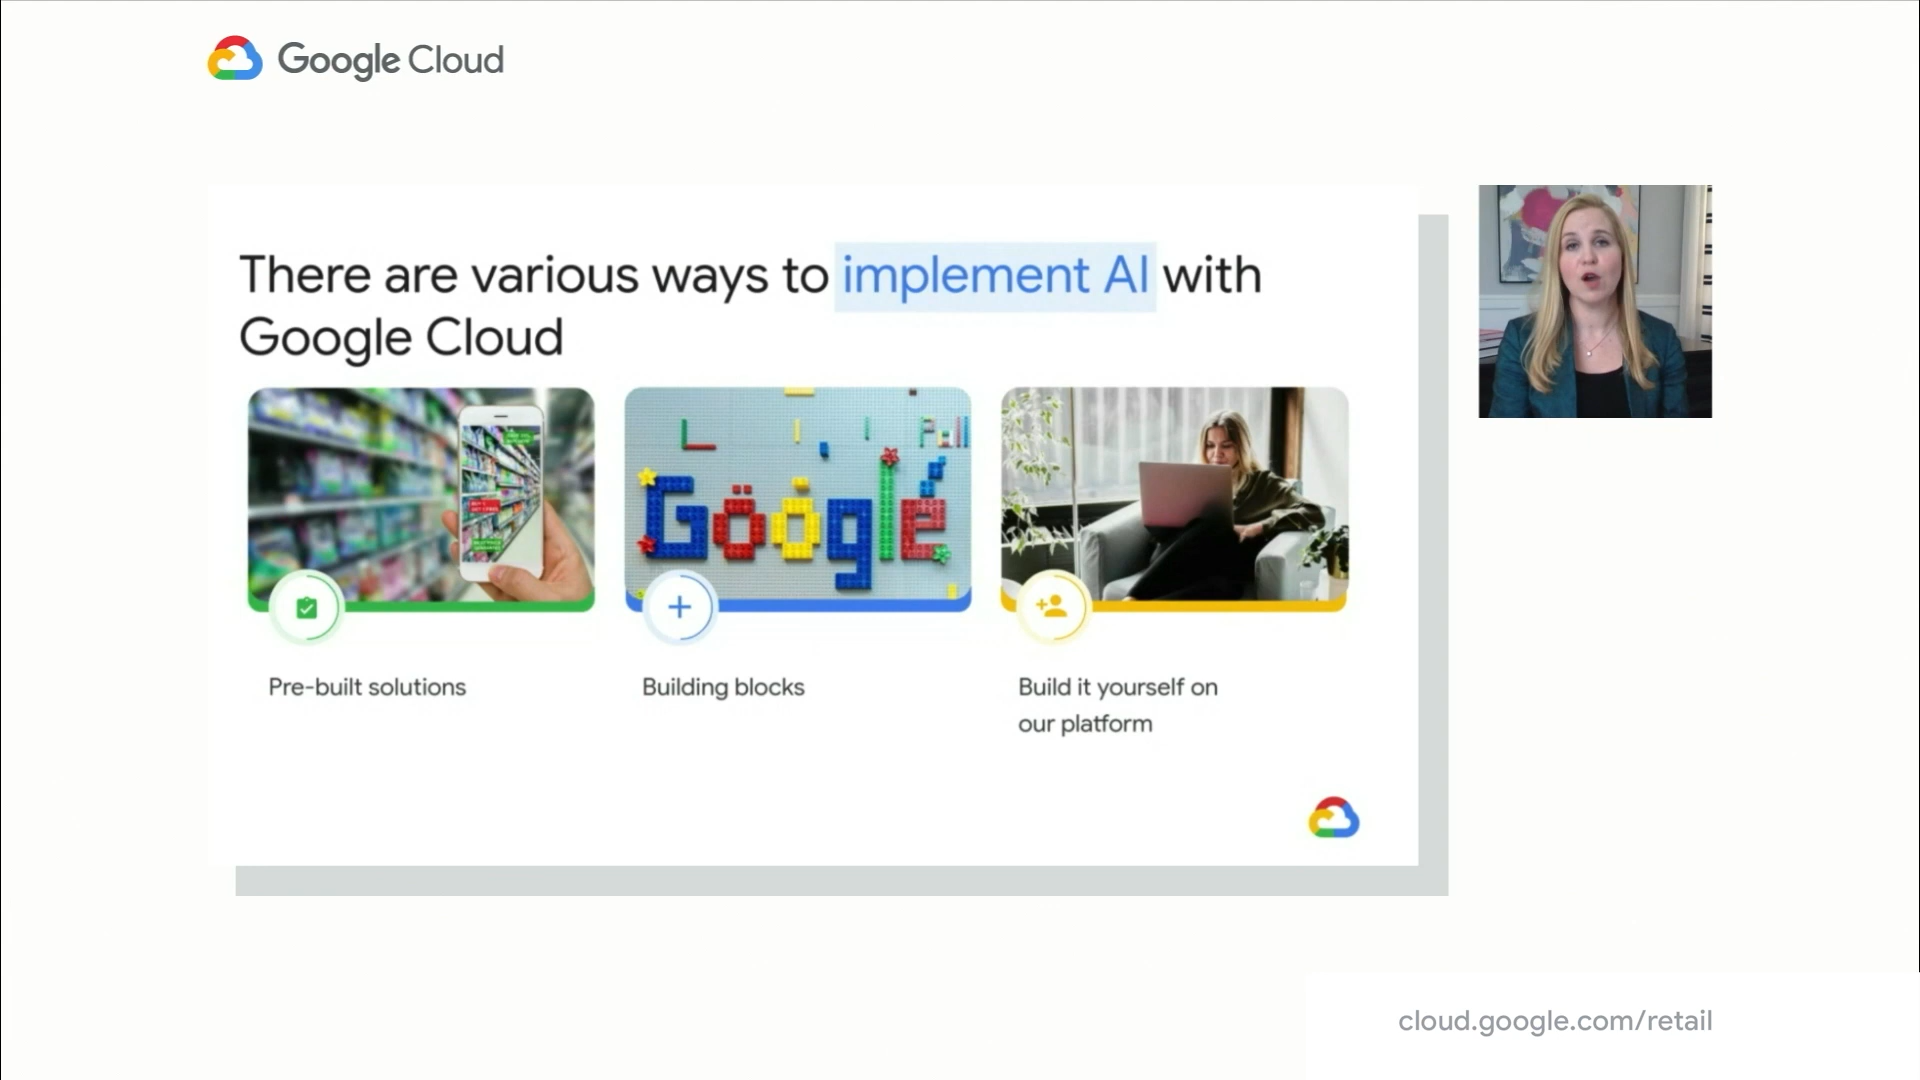 Google Cloud
There are various ways to implement AI with
Google Cloud
Google
Pre-built solutions
Building blocks
Build it yourself on
our platform
cloud.google.com/retail